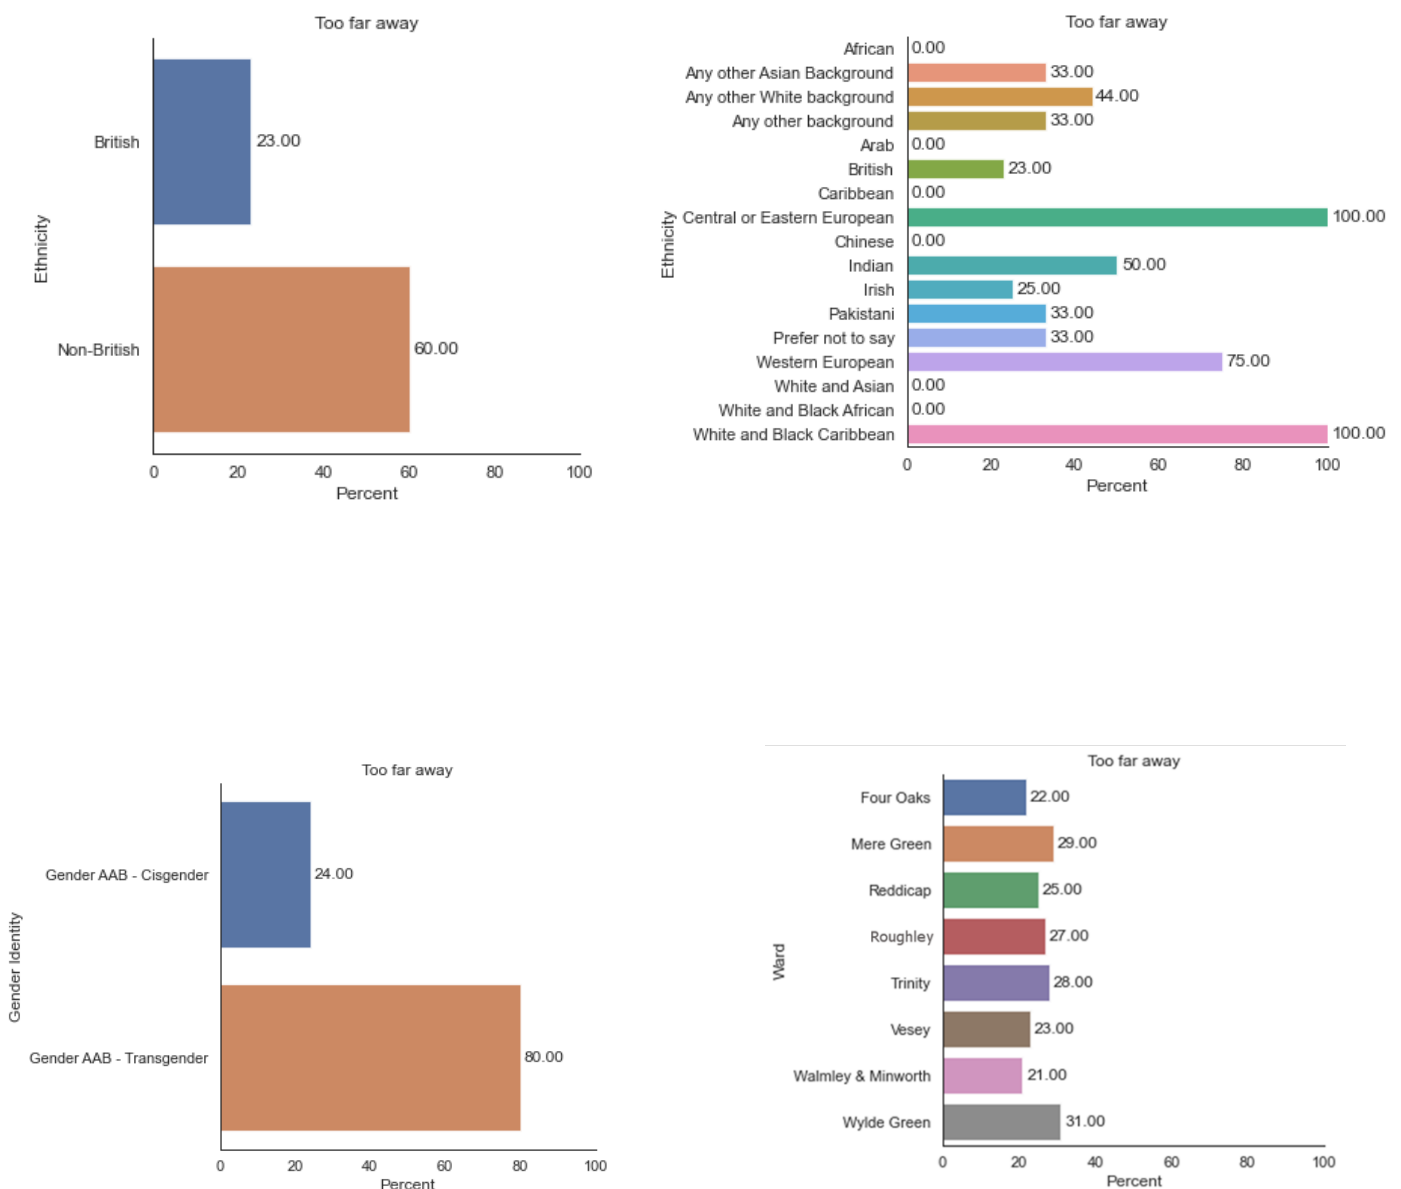 Too far away
British
23.00
Non-British
60.00
Ethnicity
0 20 40 60 80 100
Percent
Too far away
African 0.00
Any other Asian Background 33.00
Any other White background 44.00
Any other background 33.00
Arab 0.00
British 23.00
Caribbean 0.00
Central or Eastern European 100.00
Chinese 0.00
Indian 50.00
Irish 25.00
Pakistani 33.00
Prefer not to say 33.00
Western European 75.00
White and Asian 0.00
White and Black African 0.00
White and Black Caribbean 100.00
Ethnicity
0 20 40 60 80 100
Percent
Too far away
Gender AAB - Cisgender 24.00
Gender AAB - Transgender 80.00
Gender Identity
0 20 40 60 80 100
Percent
Too far away
Four Oaks 22.00
Mere Green 29.00
Reddicap 25.00
Roughley 27.00
Trinity 28.00
Vesey 23.00
Walmley & Minworth 21.00
Wylde Green 31.00
Ward
0 20 40 60 80 100
Percent